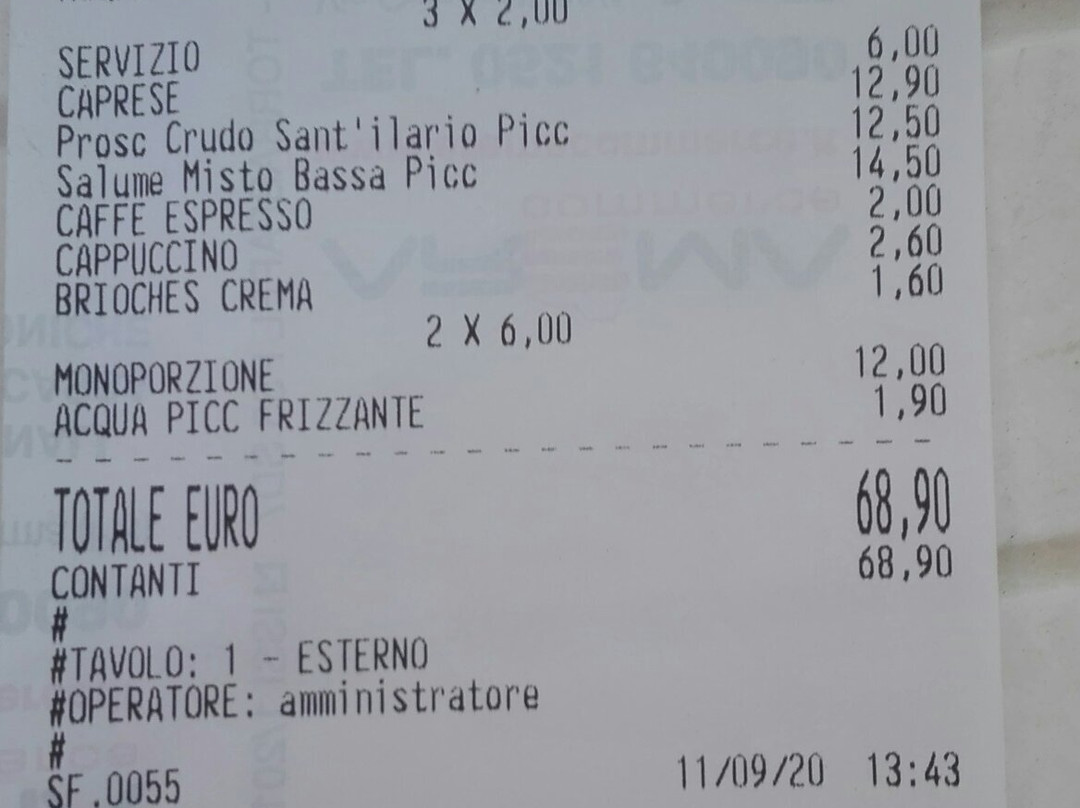 3 X 2,00
SERVIZIO 6,00
CAPRESE 12,90
Prosc Crudo Sant'ilario Picc 12,50
Salume Misto Bassa Picc 14,50
CAFFE ESPRESSO 2,00
CAPPUCCINO 2,60
BRIOCHES CREMA 1,60
2 X 6,00
MONOPORZIONE 12,00
ACQUA PICC FRIZZANTE 1,90
TOTALE EURO 68,90
CONTANTI 68,90
#
#TAVOLO: 1 - ESTERNO
#OPERATORE: amministratore
#
SF.0055 11/09/20 13:43